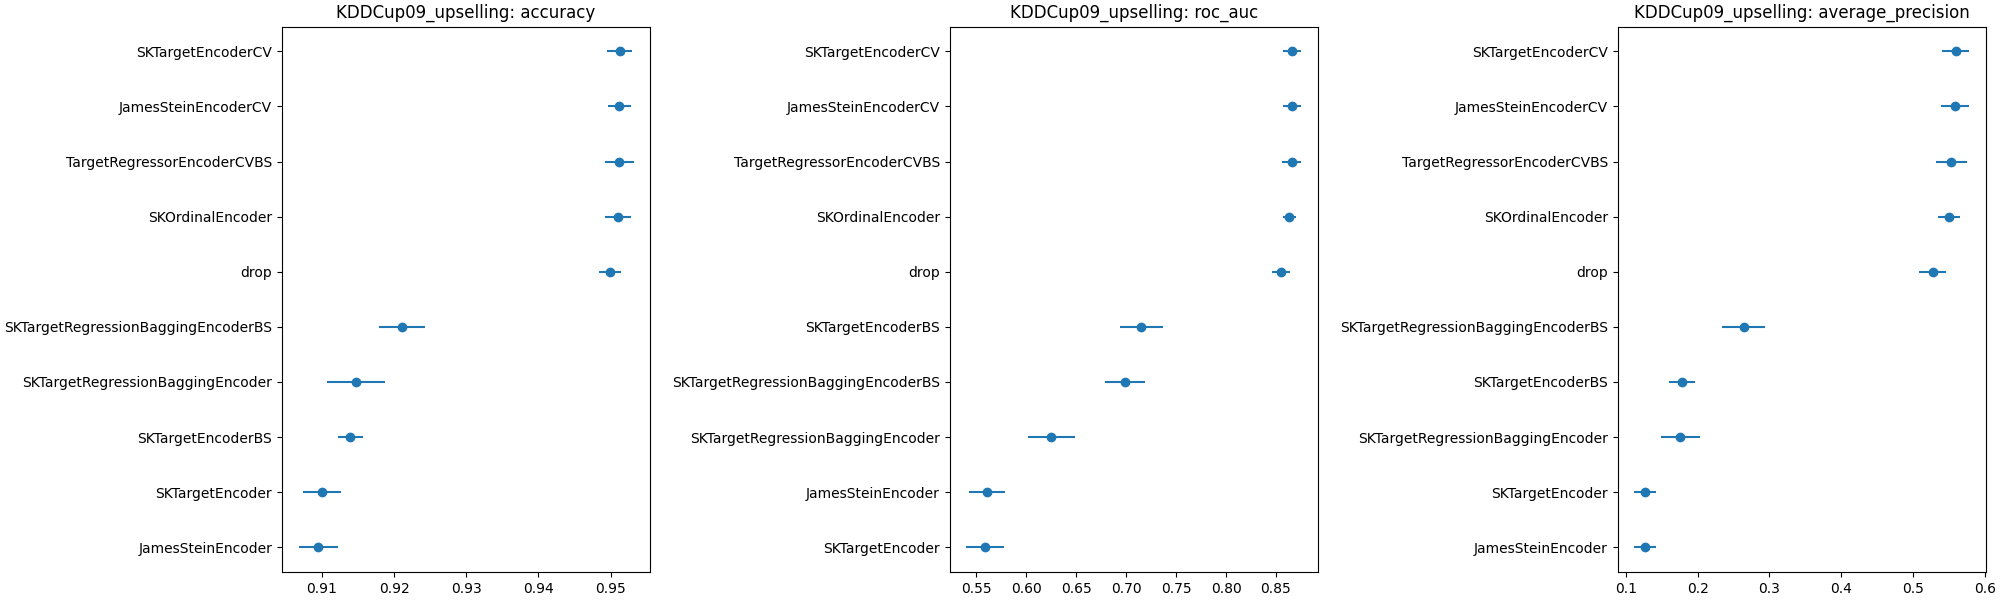 KDDCup09_upselling: accuracy
SKTargetEncoderCV
JamesSteinEncoderCV
TargetRegressorEncoderCVBS
SKOrdinalEncoder
drop
SKTargetRegressionBaggingEncoderBS
SKTargetRegressionBaggingEncoder
SKTargetEncoderBS
SKTargetEncoder
JamesSteinEncoder
0.91 0.92 0.93 0.94 0.95
KDDCup09_upselling: roc_auc
SKTargetEncoderCV
JamesSteinEncoderCV
TargetRegressorEncoderCVBS
SKOrdinalEncoder
drop
SKTargetEncoderBS
SKTargetRegressionBaggingEncoderBS
SKTargetRegressionBaggingEncoder
JamesSteinEncoder
SKTargetEncoder
0.55 0.60 0.65 0.70 0.75 0.80 0.85
KDDCup09_upselling: average_precision
SKTargetEncoderCV
JamesSteinEncoderCV
TargetRegressorEncoderCVBS
SKOrdinalEncoder
drop
SKTargetRegressionBaggingEncoderBS
SKTargetEncoderBS
SKTargetRegressionBaggingEncoder
SKTargetEncoder
JamesSteinEncoder
0.1 0.2 0.3 0.4 0.5 0.6